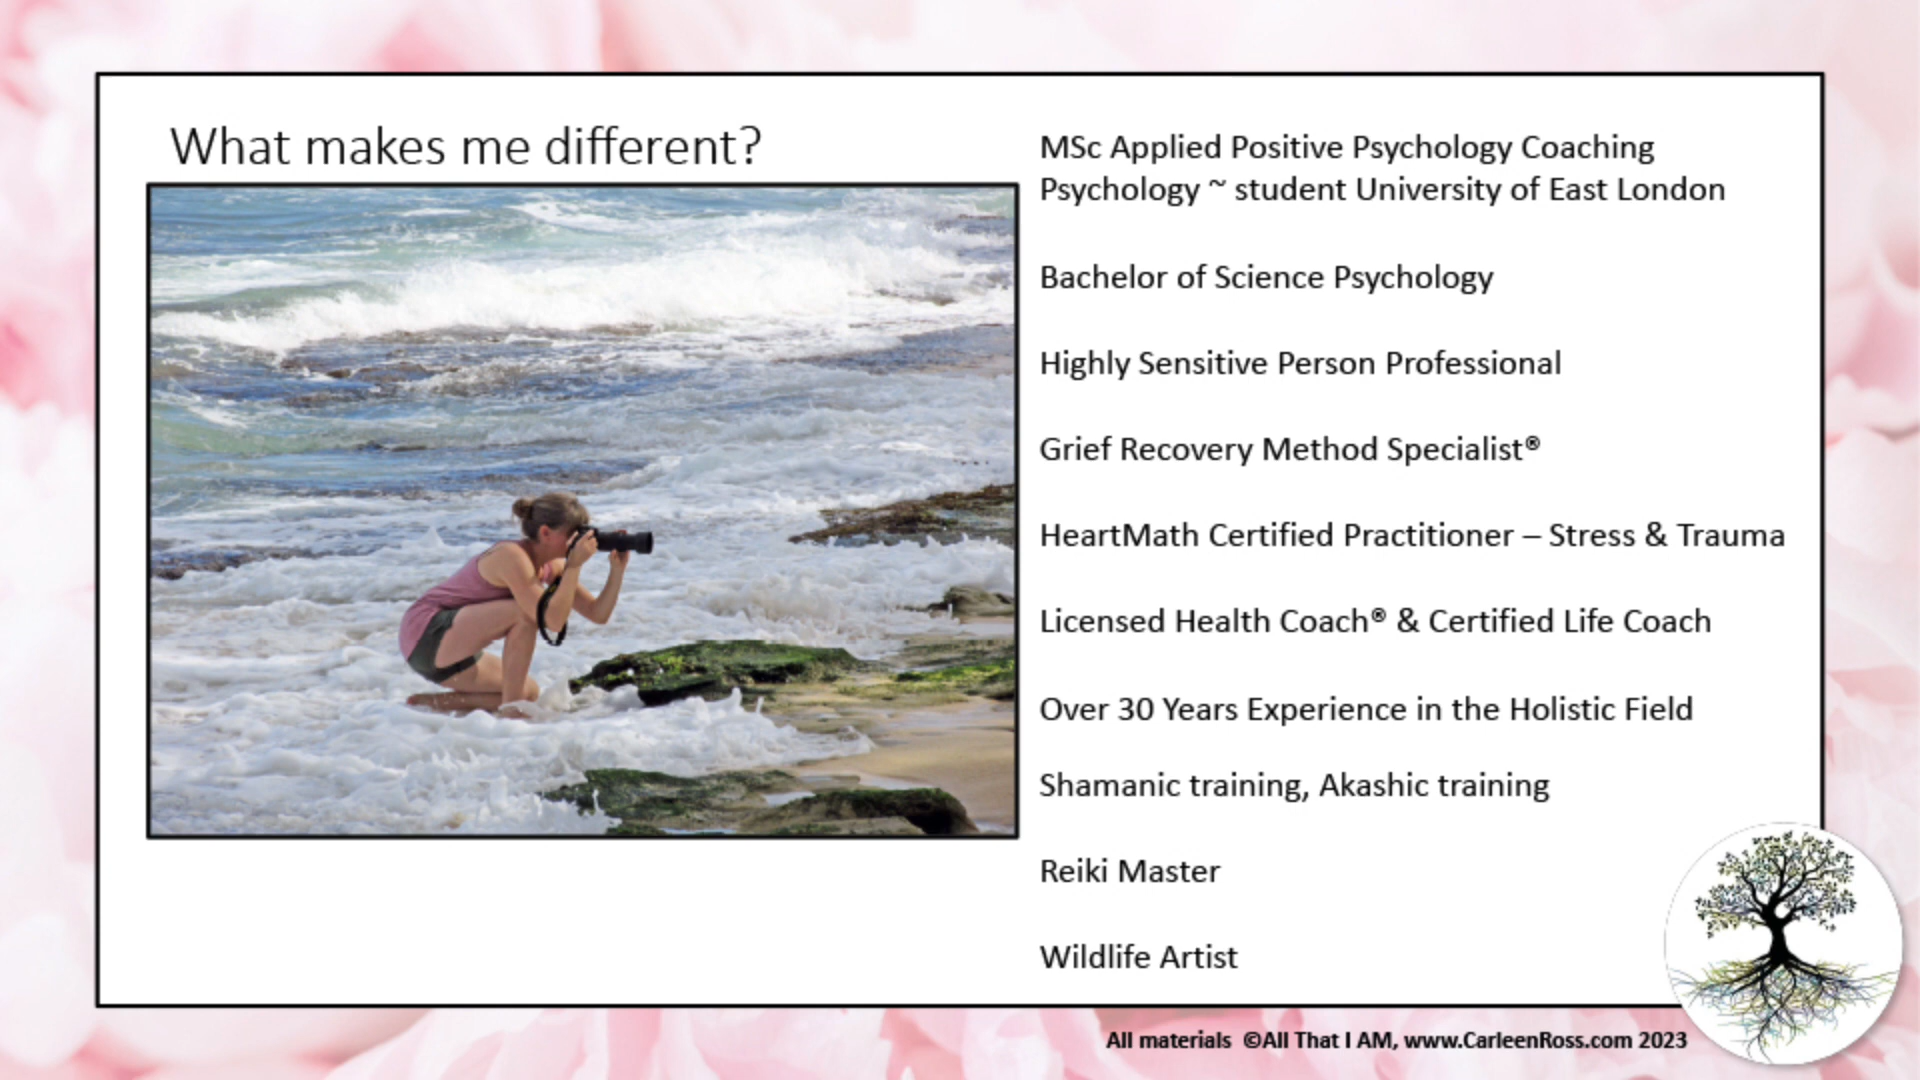 What makes me different?
MSc Applied Positive Psychology Coaching
Psychology ~ student University of East London
Bachelor of Science Psychology
Highly Sensitive Person Professional
Grief Recovery Method Specialist®
HeartMath Certified Practitioner – Stress & Trauma
Licensed Health Coach® & Certified Life Coach
Over 30 Years Experience in the Holistic Field
Shamanic training, Akashic training
Reiki Master
Wildlife Artist
All materials ©All That I AM, www.CarleenRoss.com 2023